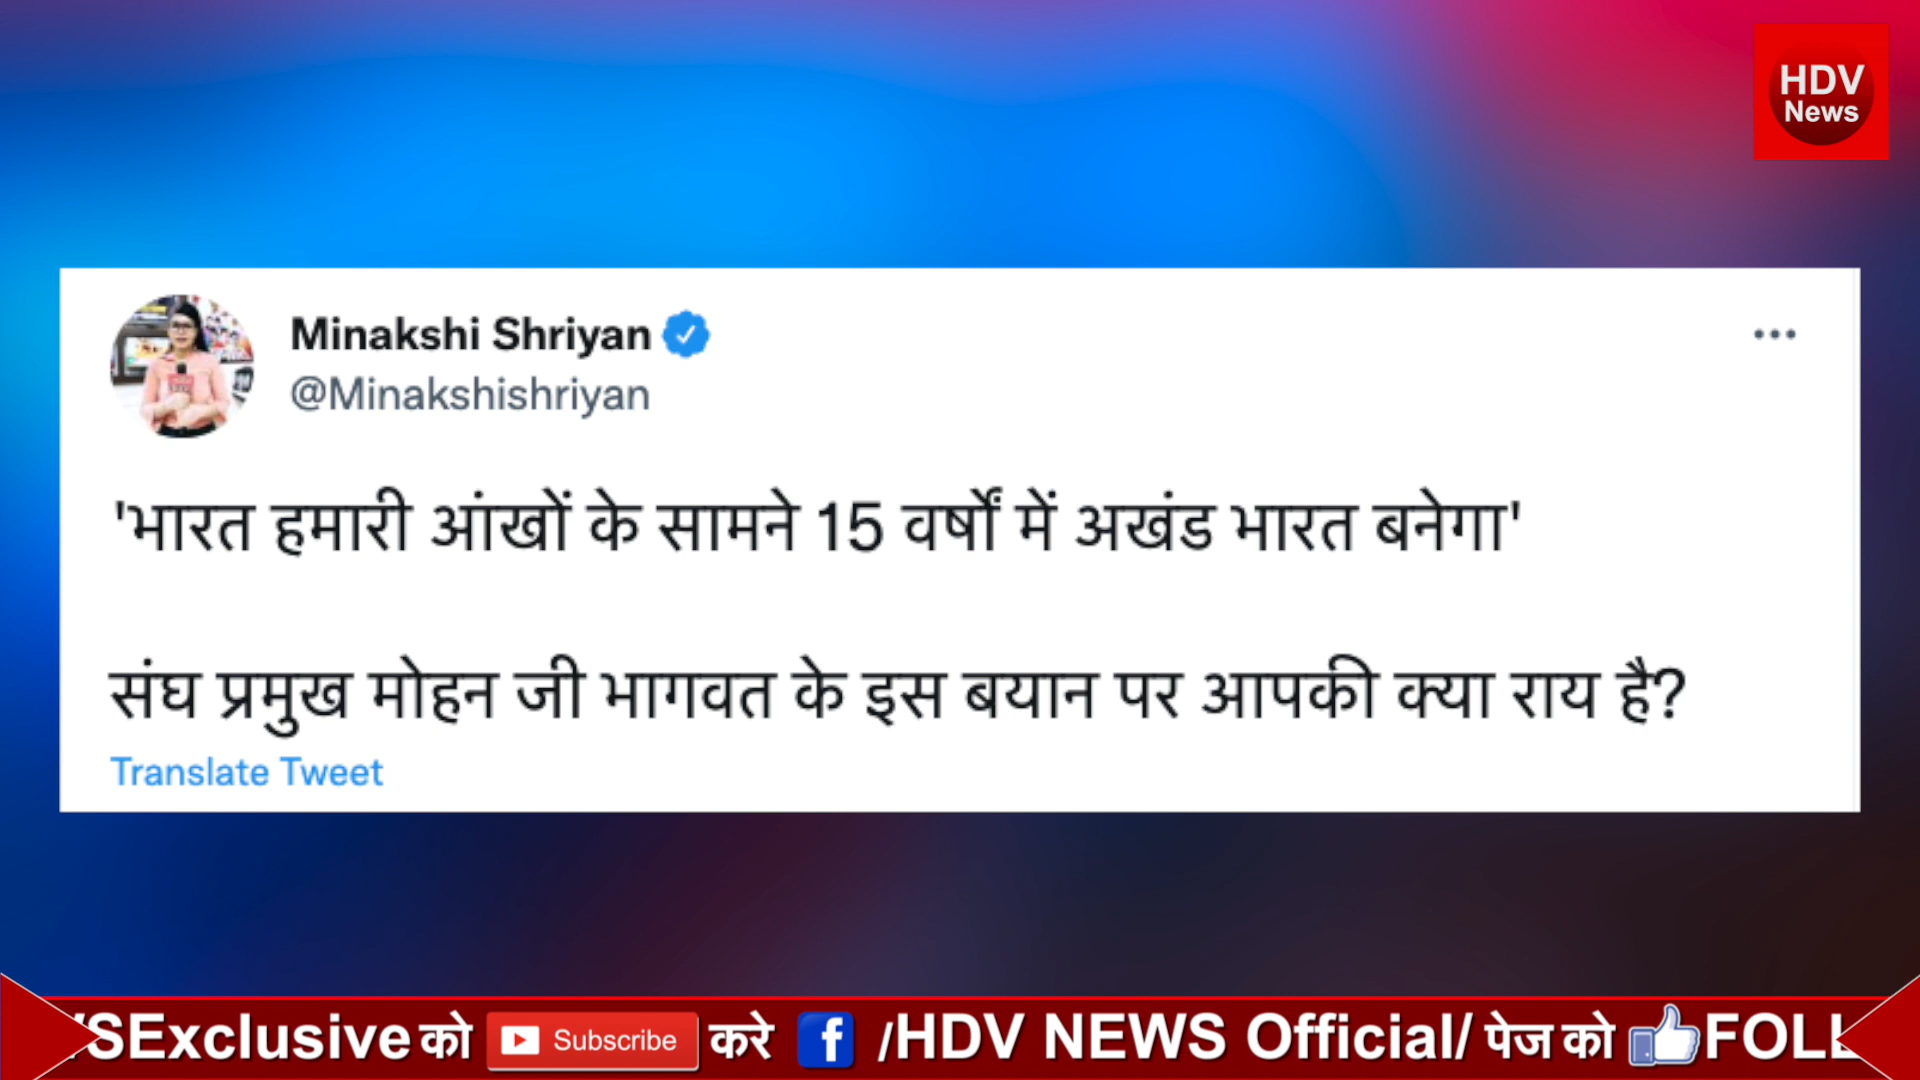 HDV
News
Minakshi Shriyan
@Minakshishriyan
'भारत हमारी आंखों के सामने 15 वर्षों में अखंड भारत बनेगा'
संघ प्रमुख मोहन जी भागवत के इस बयान पर आपकी क्या राय है?
Translate Tweet
SExclusive को Subscribe करे f /HDV NEWS Official/ पेज को FOLL